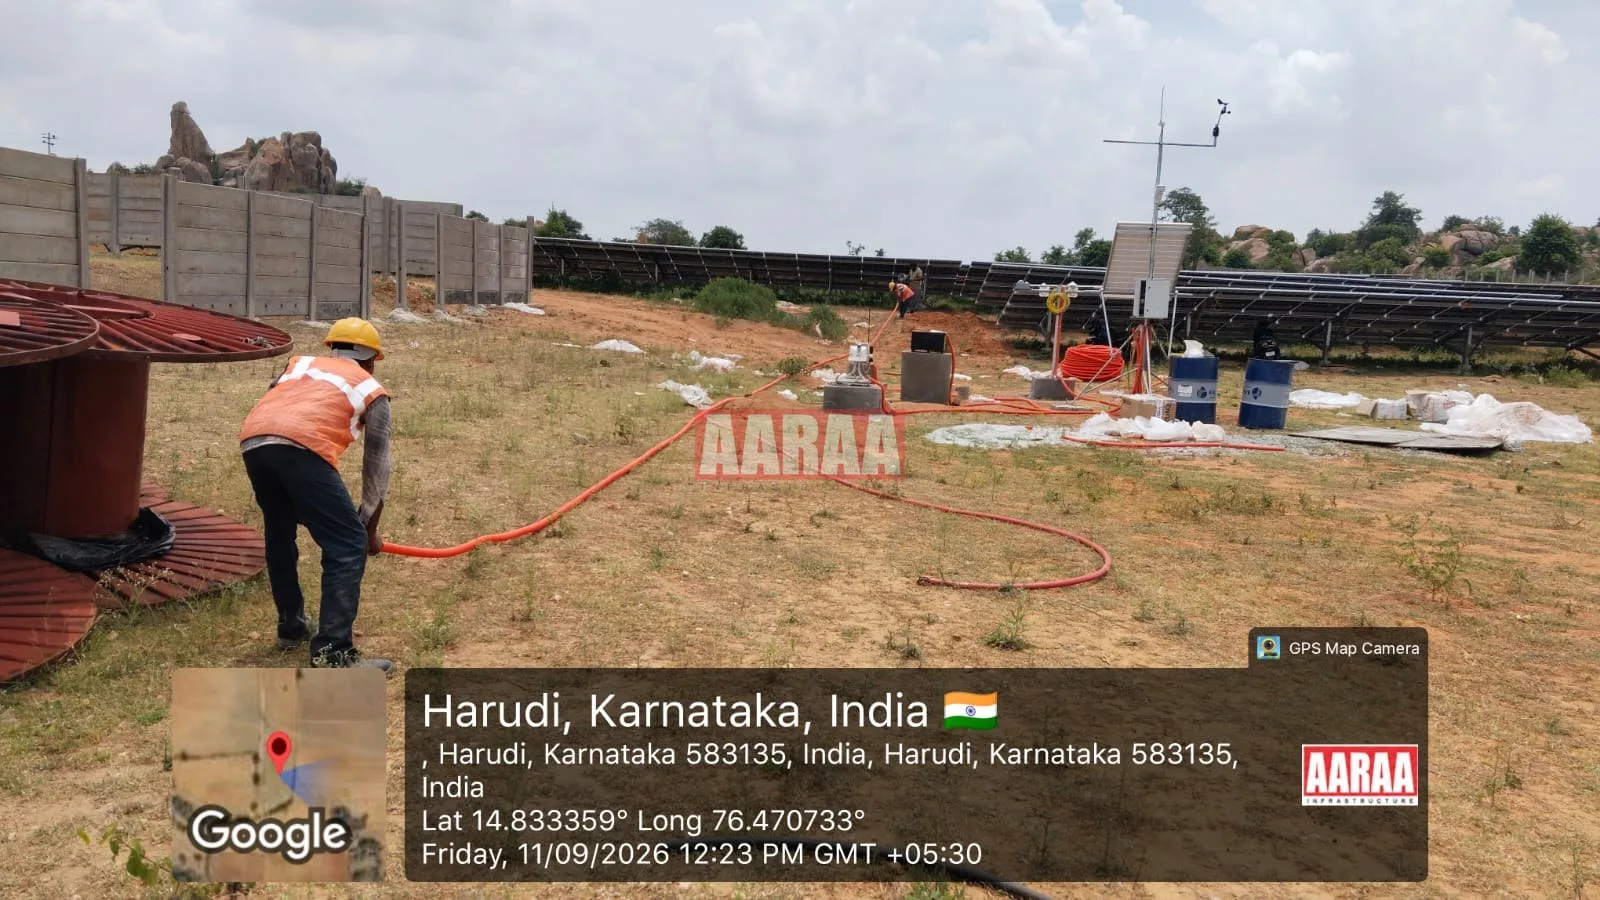 AARAA
GPS Map Camera
Harudi, Karnataka, India 🇮🇳
, Harudi, Karnataka 583135, India, Harudi, Karnataka 583135,
India
Lat 14.833359° Long 76.470733°
Friday, 11/09/2026 12:23 PM GMT +05:30
Google
AARAA
INFRASTRUCTURE